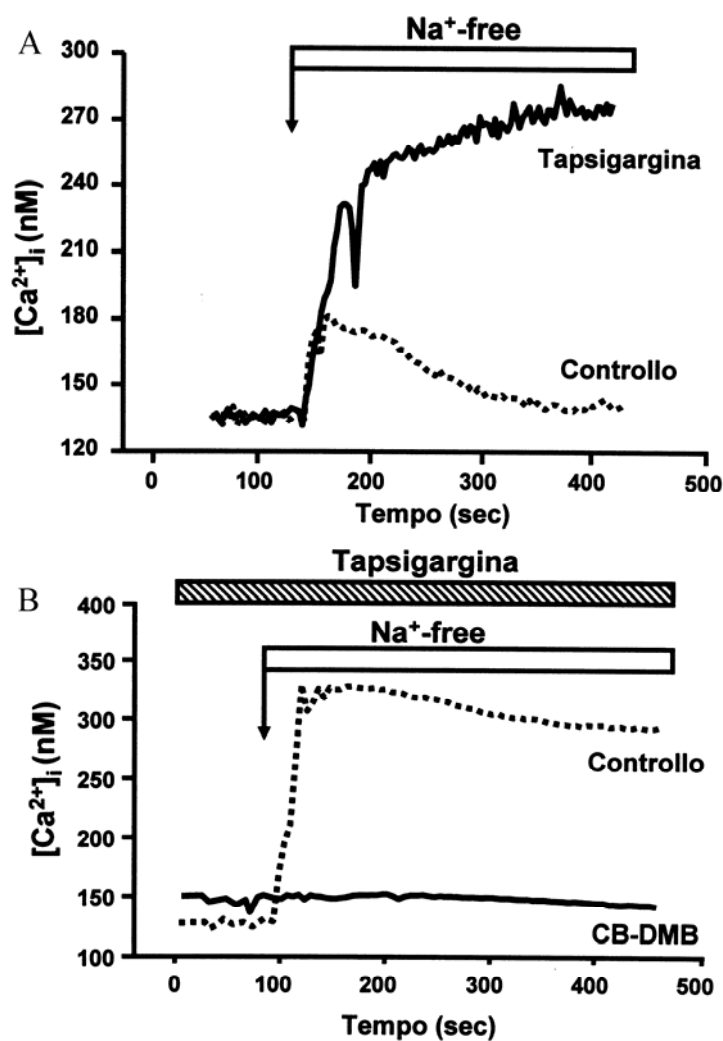 A
Na⁺-free
300
270
240
210
180
140
120
[Ca²⁺]ᵢ (nM)
Tapsigargina
Controllo
0 100 200 300 400 500
Tempo (sec)
B
Tapsigargina
Na⁺-free
400
350
300
250
200
150
100
[Ca²⁺]ᵢ (nM)
Controllo
CB-DMB
0 100 200 300 400 500
Tempo (sec)